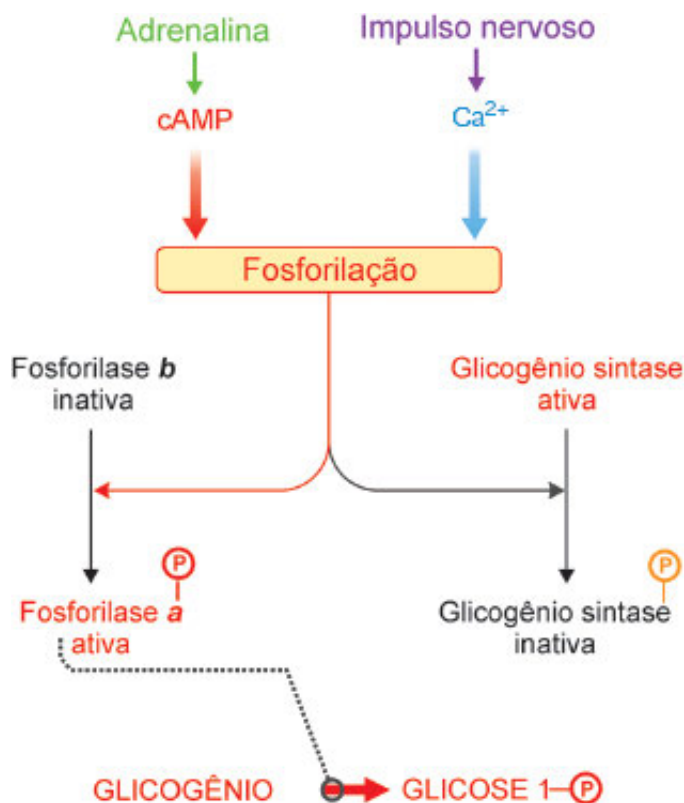 Adrenalina
Impulso nervoso
cAMP
Ca²⁺
Fosforilação
Fosforilase b
inativa
Glicogênio sintase
ativa
P
P
Fosforilase a
ativa
Glicogênio sintase
inativa
GLICOGÊNIO
GLICOSE 1—P